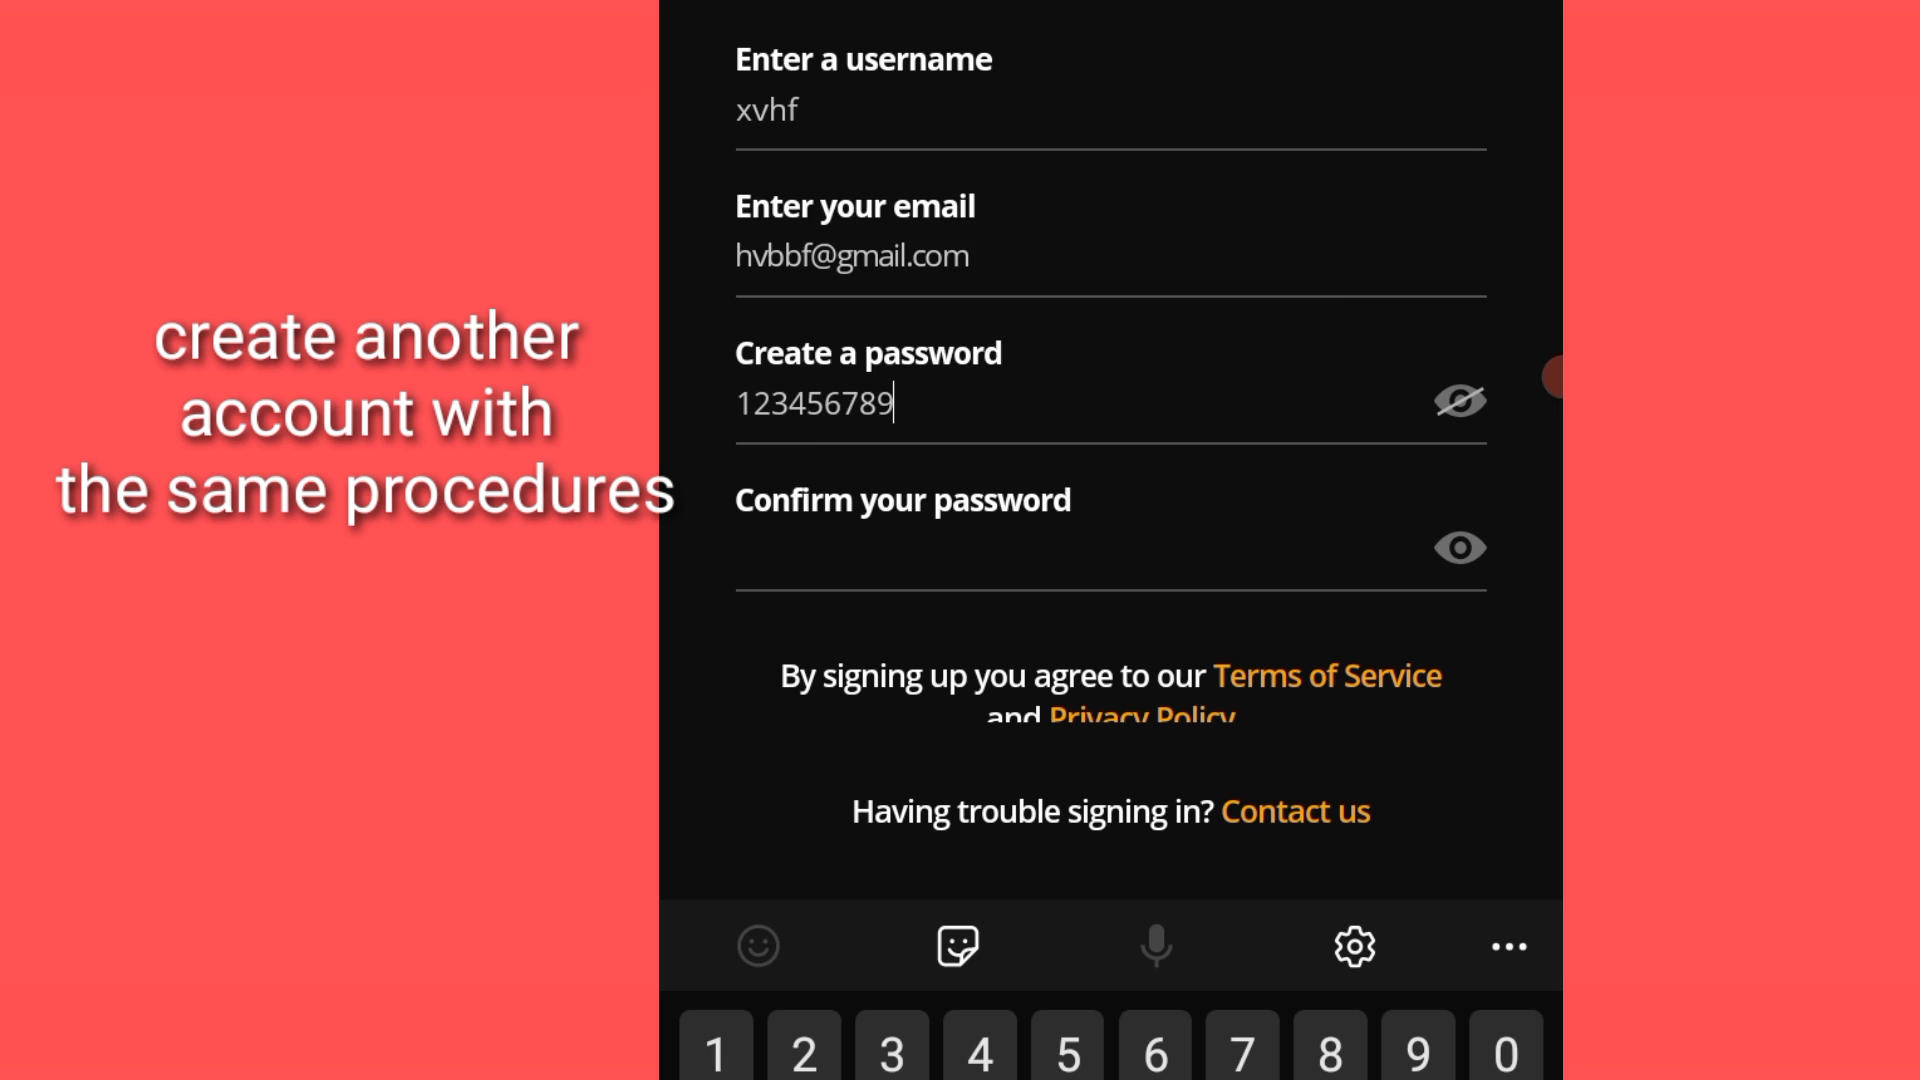 create another
account with
the same procedures
Enter a username
xvhf
Enter your email
hvbbf@gmail.com
Create a password
123456789
Confirm your password
By signing up you agree to our Terms of Service
and Privacy Policy
Having trouble signing in? Contact us
1 2 3 4 5 6 7 8 9 0